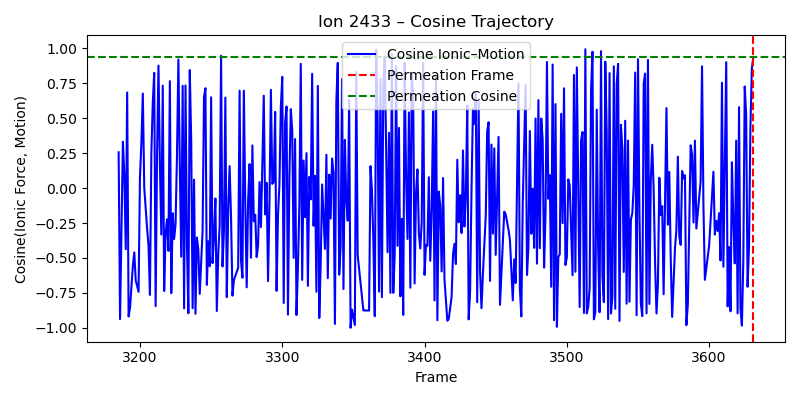 Ion 2433 – Cosine Trajectory
Cosine(Ionic Force, Motion)
1.00
0.75
0.50
0.25
0.00
−0.25
−0.50
−0.75
−1.00
Cosine Ionic–Motion
Permeation Frame
Permeation Cosine
3200 3300 3400 3500 3600
Frame